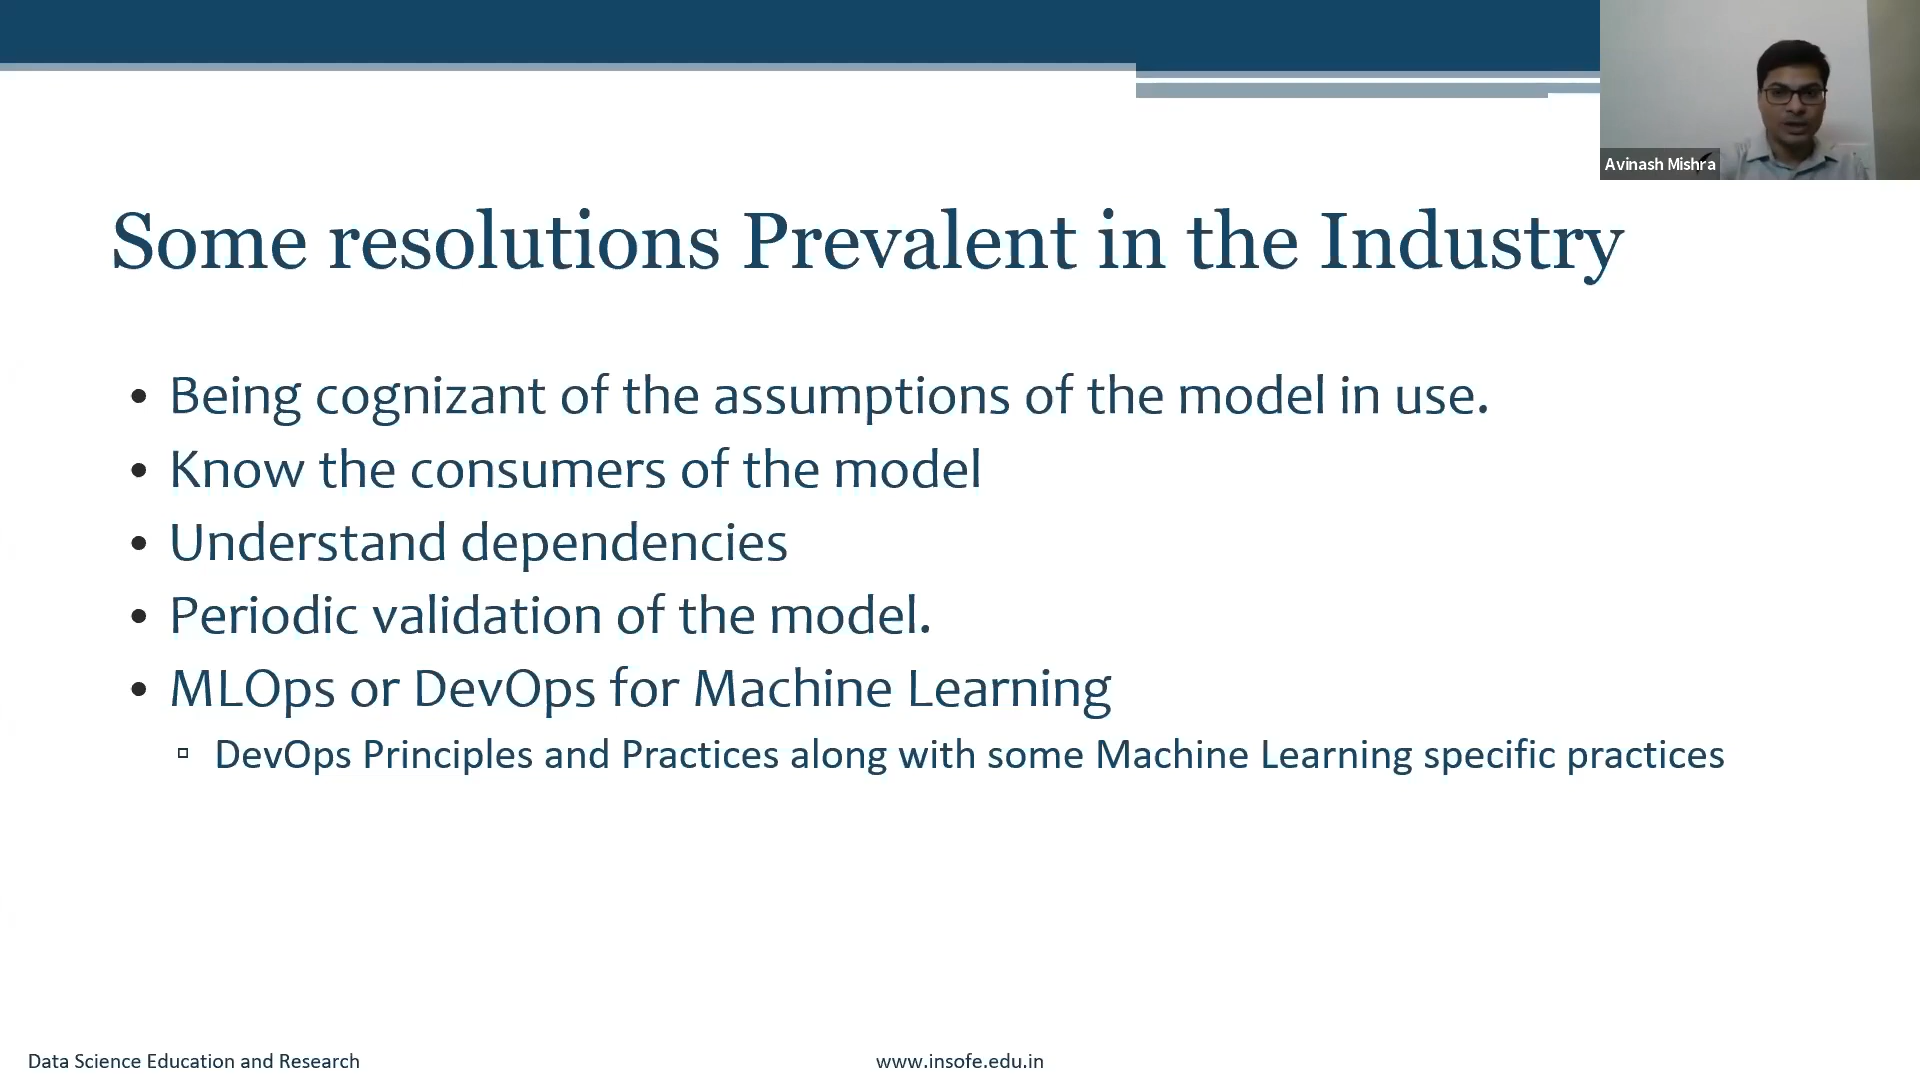 Avinash Mishra
Some resolutions Prevalent in the Industry
• Being cognizant of the assumptions of the model in use.
• Know the consumers of the model
• Understand dependencies
• Periodic validation of the model.
• MLOps or DevOps for Machine Learning
▫ DevOps Principles and Practices along with some Machine Learning specific practices
Data Science Education and Research
www.insofe.edu.in